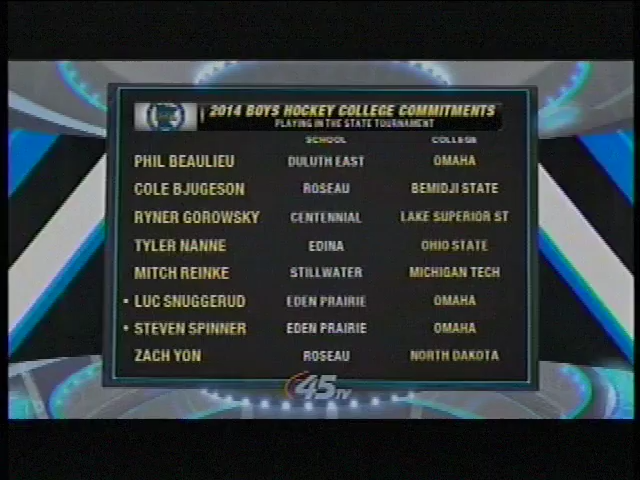 2014 BOYS HOCKEY COLLEGE COMMITMENTS
PLAYING IN THE STATE TOURNAMENT
SCHOOL COLLEGE
PHIL BEAULIEU DULUTH EAST OMAHA
COLE BJUGESON ROSEAU BEMIDJI STATE
RYNER GOROWSKY CENTENNIAL LAKE SUPERIOR ST
TYLER NANNE EDINA OHIO STATE
MITCH REINKE STILLWATER MICHIGAN TECH
• LUC SNUGGERUD EDEN PRAIRIE OMAHA
• STEVEN SPINNER EDEN PRAIRIE OMAHA
ZACH YON ROSEAU NORTH DAKOTA
45TV